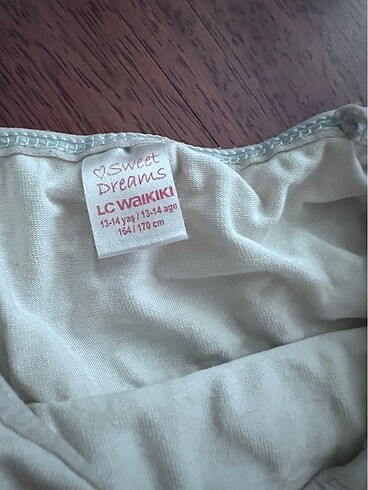 ♡Sweet
Dreams
LC WAIKIKI
13-14 yaş / 13-14 age
164 / 170 cm